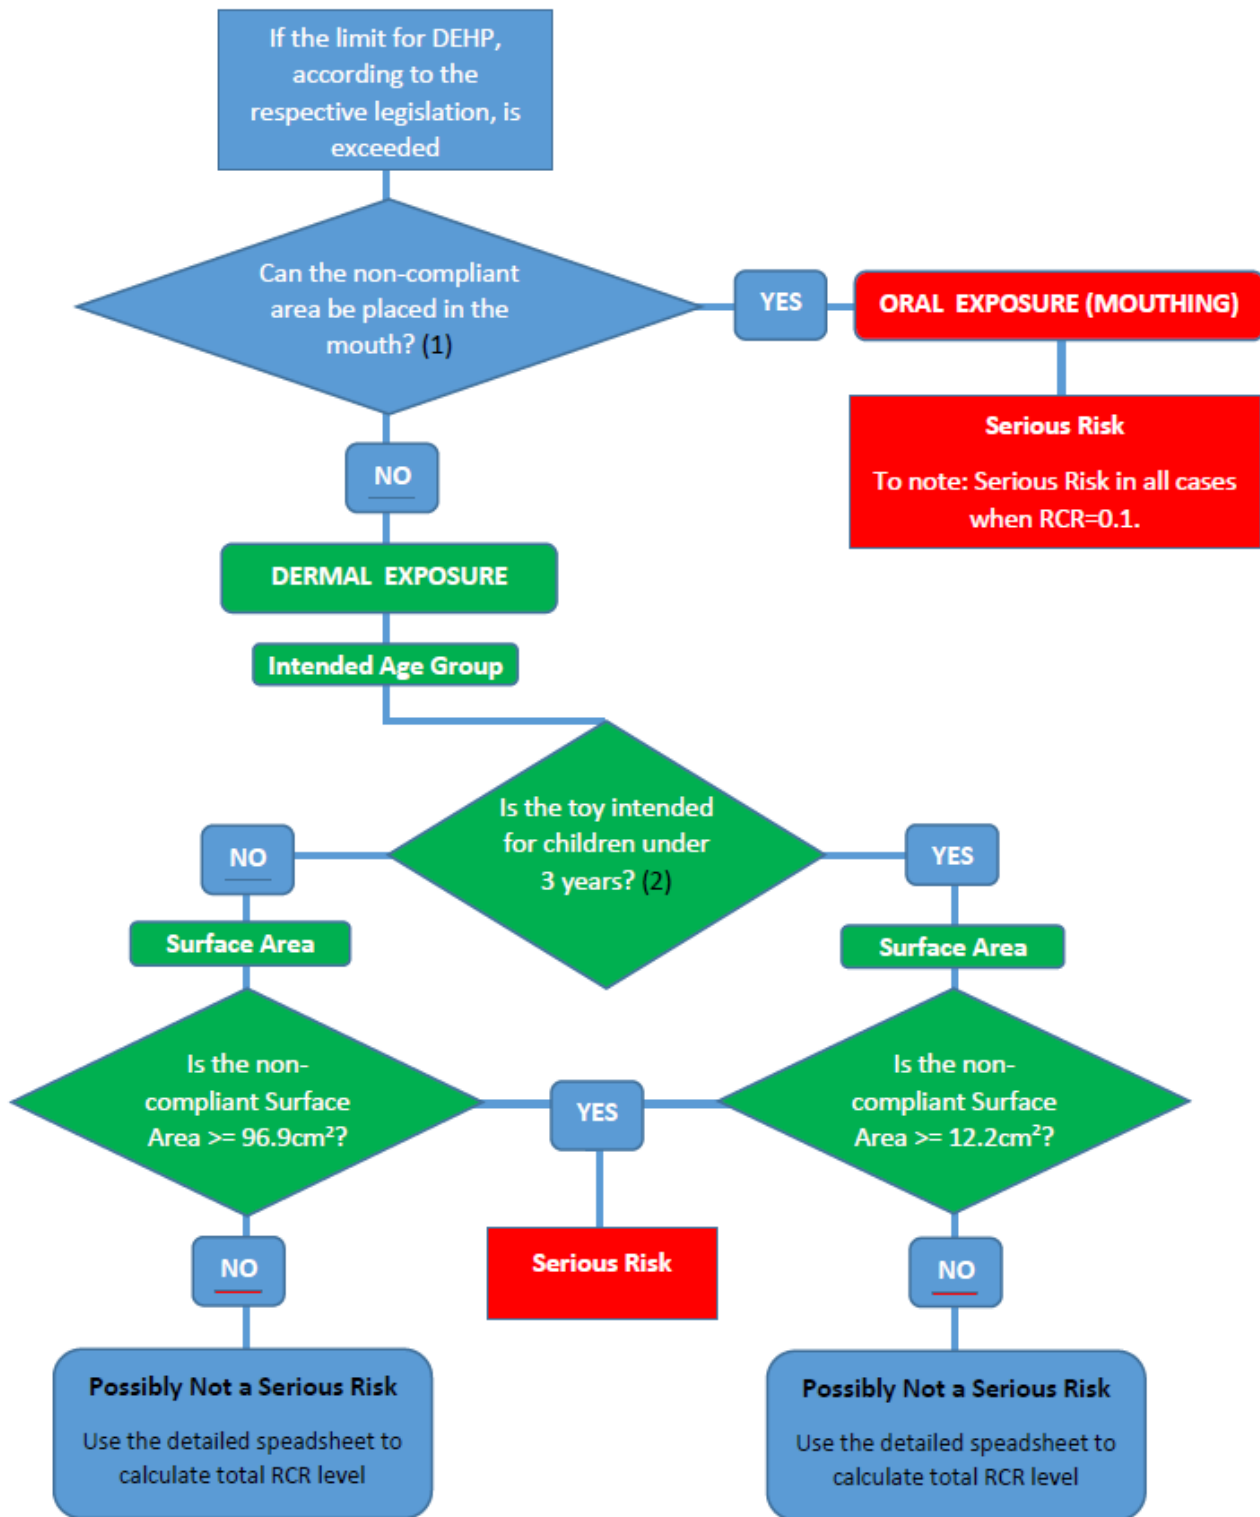 If the limit for DEHP,
according to the
respective legislation, is
exceeded
Can the non-compliant
area be placed in the
mouth? (1)
YES
ORAL EXPOSURE (MOUTHING)
Serious Risk
To note: Serious Risk in all cases
when RCR=0.1.
NO
DERMAL EXPOSURE
Intended Age Group
Is the toy intended
for children under
3 years? (2)
NO
YES
Surface Area
Surface Area
Is the non-
compliant Surface
Area >= 96.9cm²?
YES
Is the non-
compliant Surface
Area >= 12.2cm²?
NO
Serious Risk
NO
Possibly Not a Serious Risk
Use the detailed speadsheet to
calculate total RCR level
Possibly Not a Serious Risk
Use the detailed speadsheet to
calculate total RCR level